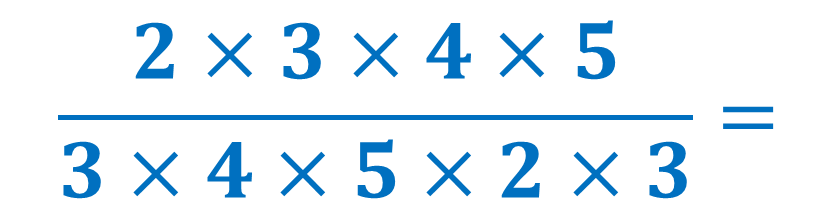 2 × 3 × 4 × 5
3 × 4 × 5 × 2 × 3
=